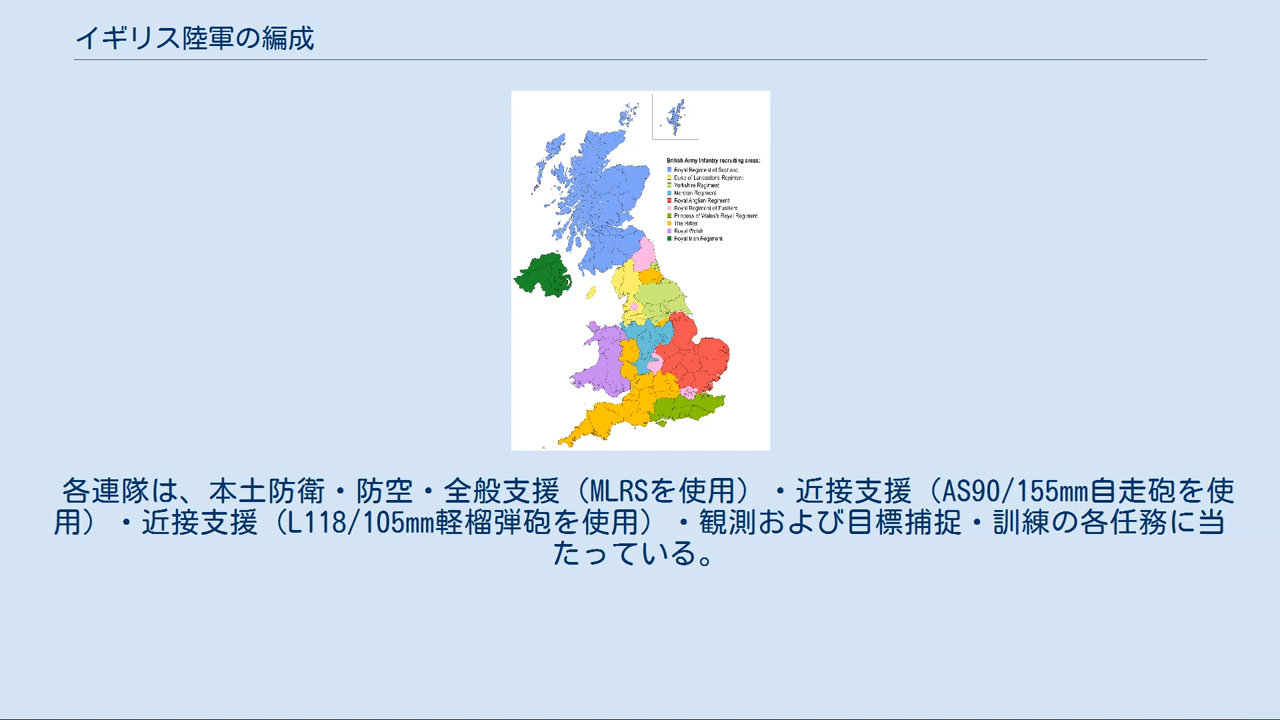 イギリス陸軍の編成
British Army Infantry recruiting areas:
Royal Regiment of Scotland
Duke of Lancaster's Regiment
Yorkshire Regiment
Mercian Regiment
Royal Anglian Regiment
Royal Regiment of Fusiliers
Princess of Wales's Royal Regiment
The Rifles
Royal Welsh
Royal Irish Regiment
各連隊は、本土防衛・防空・全般支援（MLRSを使用）・近接支援（AS90/155mm自走砲を使
用）・近接支援（L118/105mm軽榴弾砲を使用）・観測および目標捕捉・訓練の各任務に当
たっている。